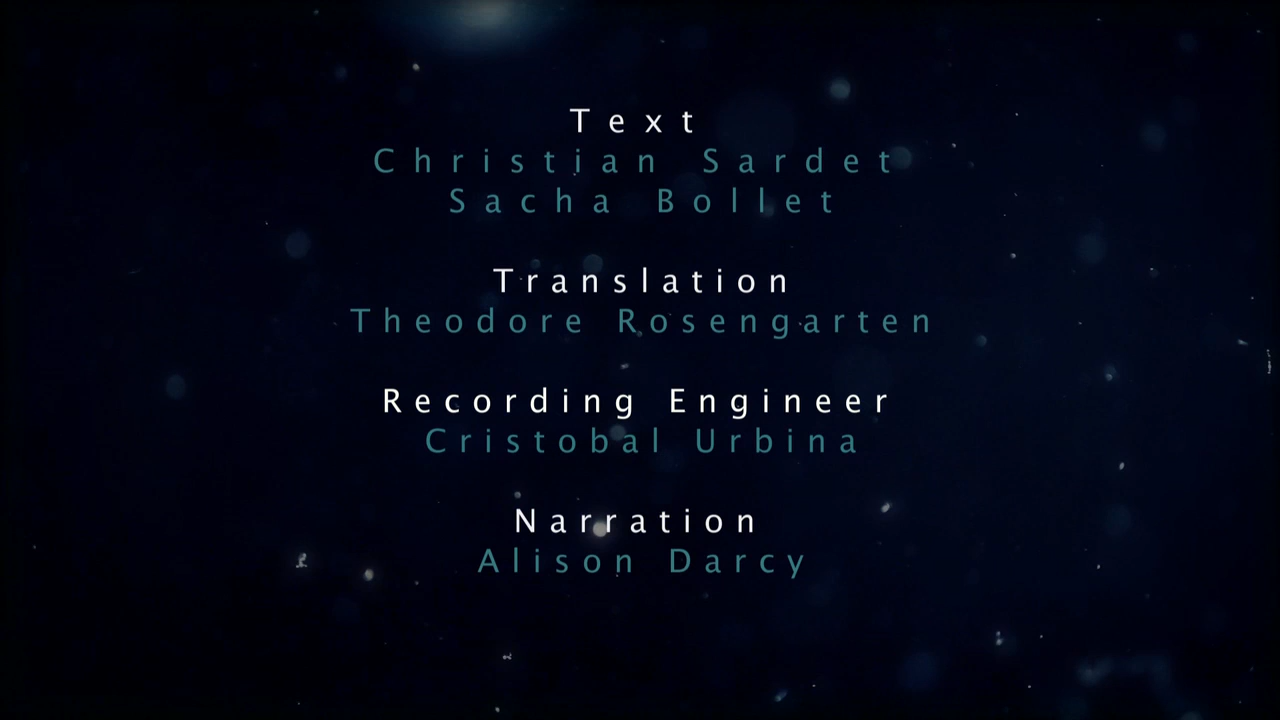 Text
Christian Sardet
Sacha Bollet
Translation
Theodore Rosengarten
Recording Engineer
Cristobal Urbina
Narration
Alison Darcy